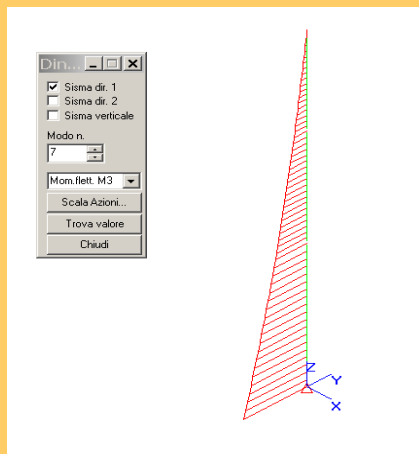 Din...
Sisma dir. 1
Sisma dir. 2
Sisma verticale
Modo n.
7
Mom.flett. M3
Scala Azioni...
Trova valore
Chiudi
Z
Y
X